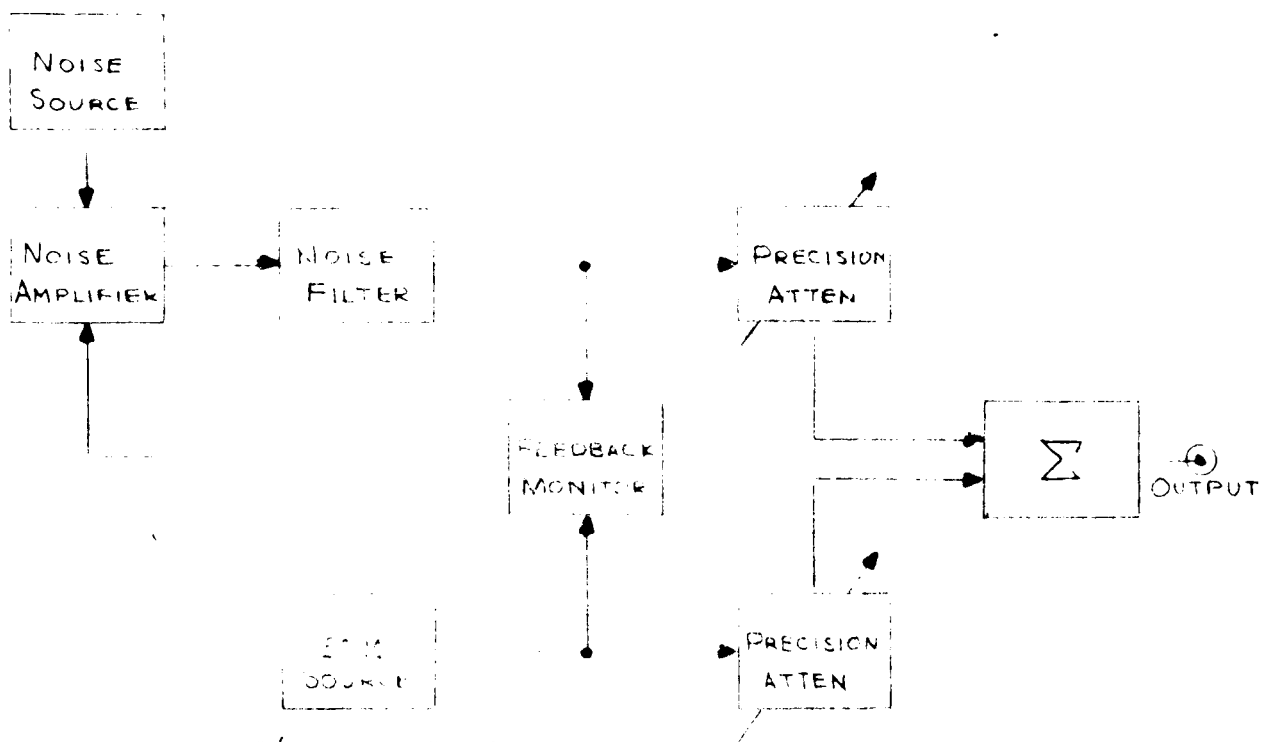 NOISE
SOURCE
NOISE
AMPLIFIER
NOISE
FILTER
PRECISION
ATTEN
FEEDBACK
MONITOR
Σ
OUTPUT
SOURCE
PRECISION
ATTEN